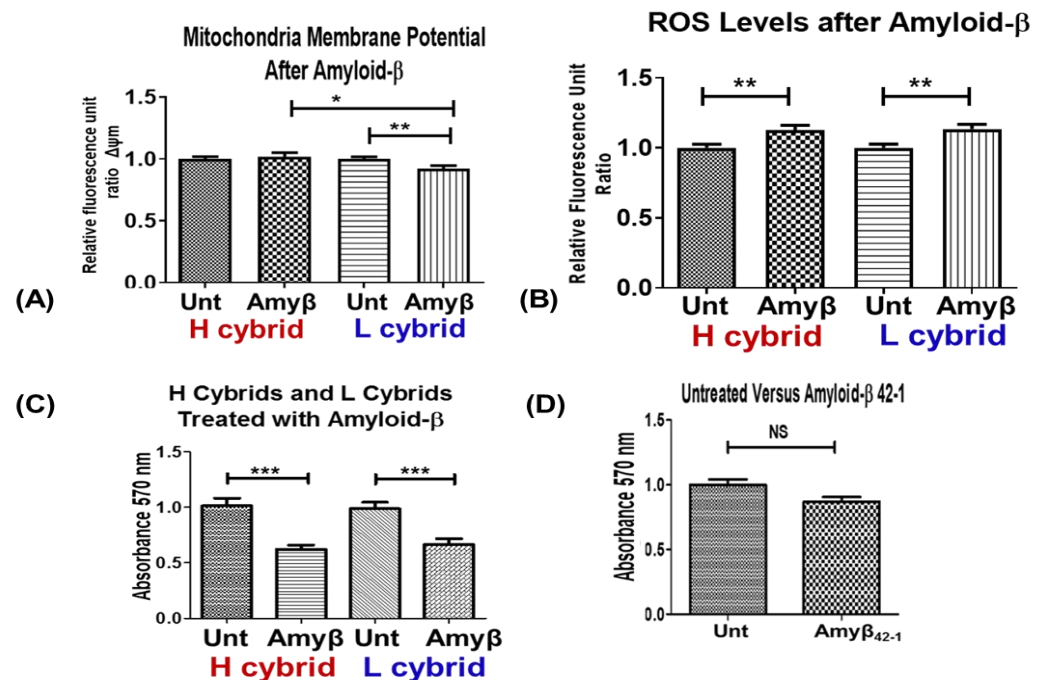 Mitochondria Membrane Potential
After Amyloid-β
Relative fluorescence unit
ratio Δψm
1.5
1.0
0.5
0.0
*
**
Unt Amyβ Unt Amyβ
H cybrid L cybrid
(A)
ROS Levels after Amyloid-β
Relative Fluorescence Unit
Ratio
1.5
1.0
0.5
0.0
** **
Unt Amyβ Unt Amyβ
H cybrid L cybrid
(B)
(C)
H Cybrids and L Cybrids
Treated with Amyloid-β
Absorbance 570 nm
1.5
1.0
0.5
0.0
*** ***
Unt Amyβ Unt Amyβ
H cybrid L cybrid
(D)
Untreated Versus Amyloid-β 42-1
Absorbance 570 nm
1.5
1.0
0.5
0.0
NS
Unt Amyβ42-1